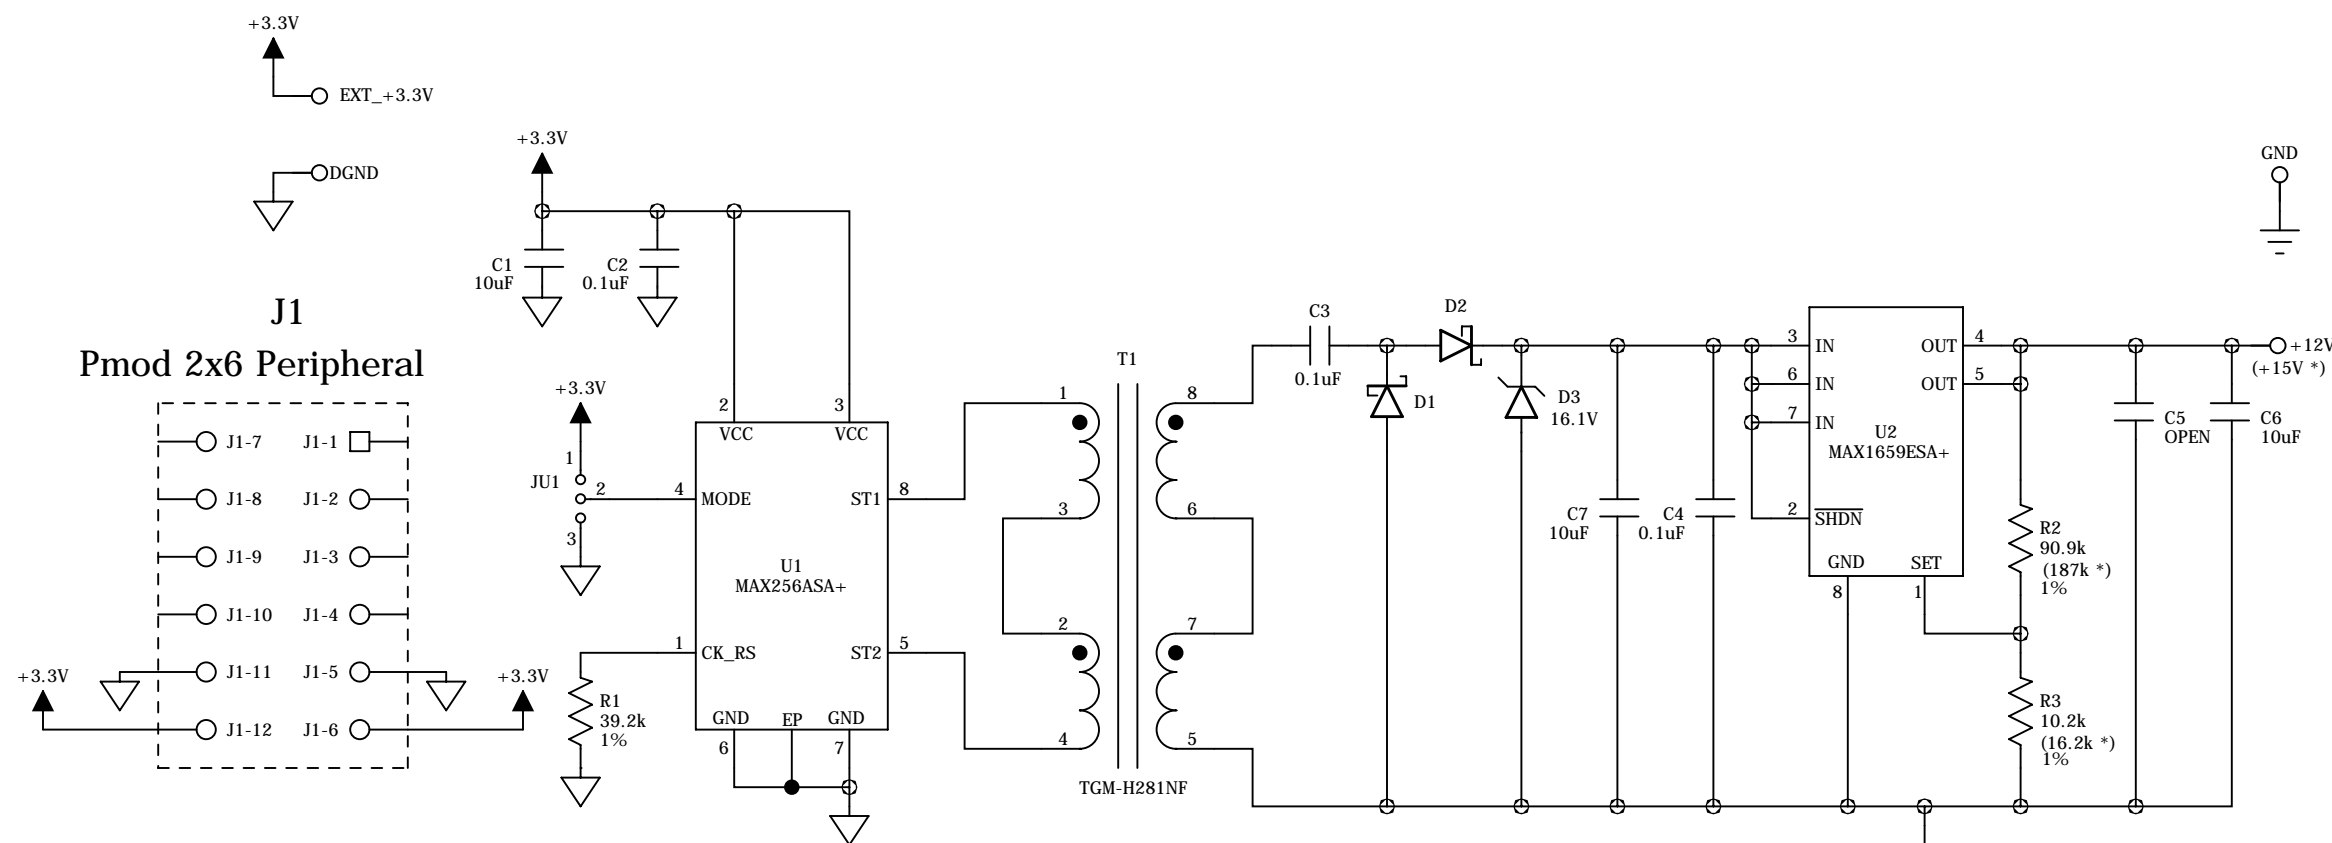 +3.3V
EXT_+3.3V
DGND
+3.3V
C1
10uF
C2
0.1uF
GND
J1
Pmod 2x6 Peripheral
J1-7
J1-1
J1-8
J1-2
J1-9
J1-3
J1-10
J1-4
J1-11
J1-5
J1-12
J1-6
+3.3V
+3.3V
+3.3V
JU1
1
2
3
R1
39.2k
1%
2
3
VCC
VCC
4
MODE
ST1
8
U1
MAX256ASA+
1
CK_RS
ST2
5
GND
EP
GND
6
7
T1
1
8
3
6
2
7
4
5
TGM-H281NF
C3
0.1uF
D2
D1
D3
16.1V
C7
10uF
C4
0.1uF
3
IN
OUT
4
6
IN
OUT
5
7
IN
U2
MAX1659ESA+
2
SHDN
GND
SET
8
1
R2
90.9k
(187k *)
1%
R3
10.2k
(16.2k *)
1%
C5
OPEN
C6
10uF
+12V
(+15V *)